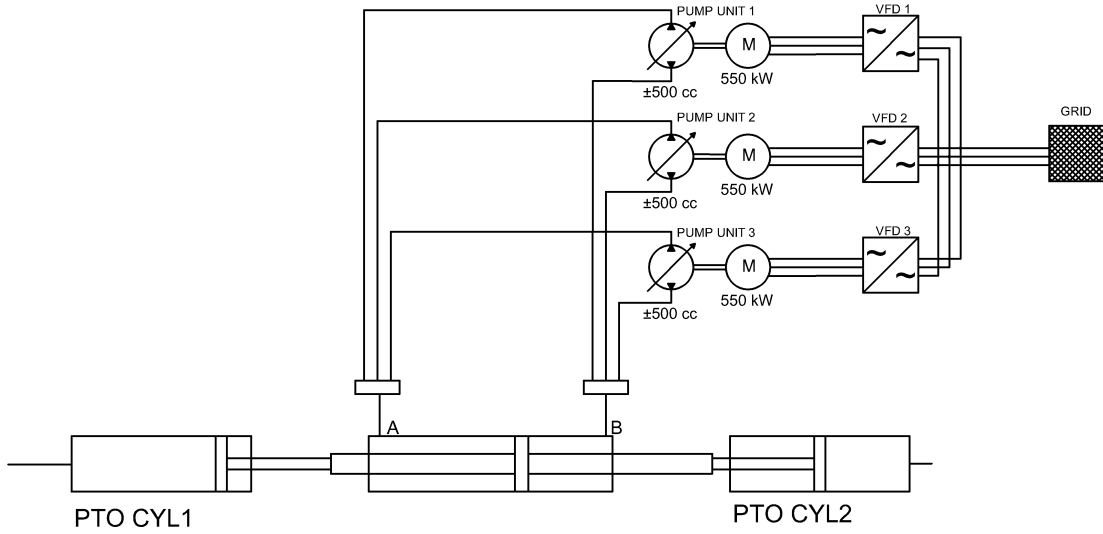 PUMP UNIT 1
VFD 1
M
550 kW
±500 cc
PUMP UNIT 2
VFD 2
GRID
M
550 kW
±500 cc
PUMP UNIT 3
VFD 3
M
550 kW
±500 cc
A
B
PTO CYL1
PTO CYL2